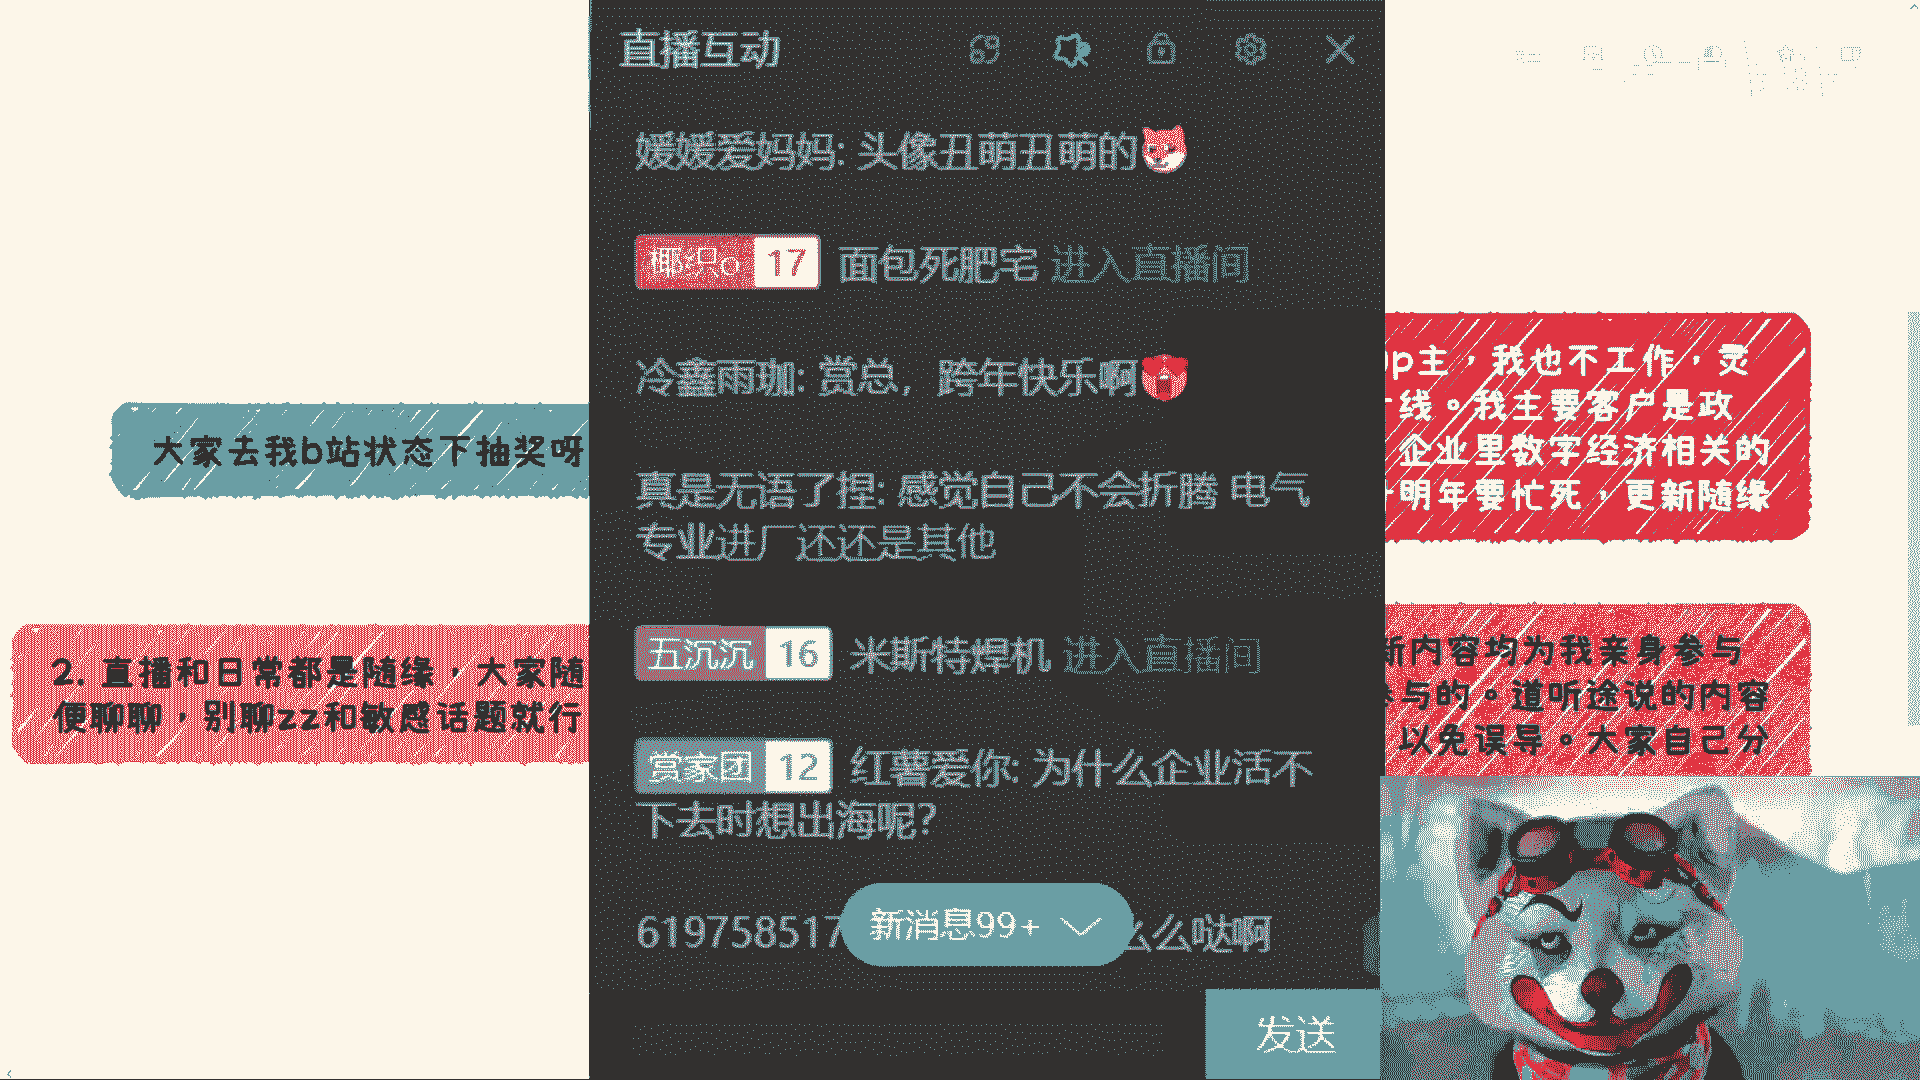 直播互动
媛媛爱妈妈: 头像丑萌丑萌的
椰织o 17 面包死肥宅 进入直播间
冷鑫雨珈: 赏总，跨年快乐啊
真是无语了捏: 感觉自己不会折腾 电气
专业进厂还还是其他
五沉沉 16 米斯特焊机 进入直播间
赏家团 12 红薯爱你: 为什么企业活不
下去时想出海呢?
619758517
么么哒啊
新消息99+
发送
大家去我b站状态下抽奖呀
2. 直播和日常都是随缘，大家随
便聊聊，别聊zz和敏感话题就行
p主，我也不工作，灵
线。我主要客户是政
企业里数字经济相关的
明年要忙死，更新随缘
新内容均为我亲身参与
参与的。道听途说的内容
以免误导。大家自己分